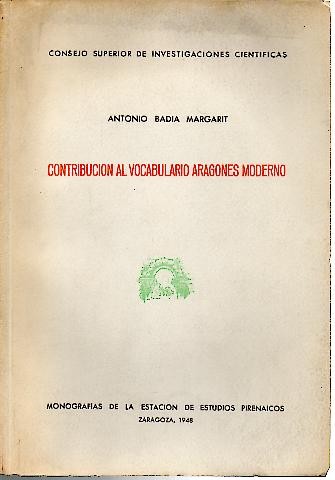 CONSEJO SUPERIOR DE INVESTIGACIONES CIENTIFICAS
ANTONIO BADIA MARGARIT
CONTRIBUCION AL VOCABULARIO ARAGONES MODERNO
MONOGRAFIAS DE LA ESTACION DE ESTUDIOS PIRENAICOS
ZARAGOZA, 1948